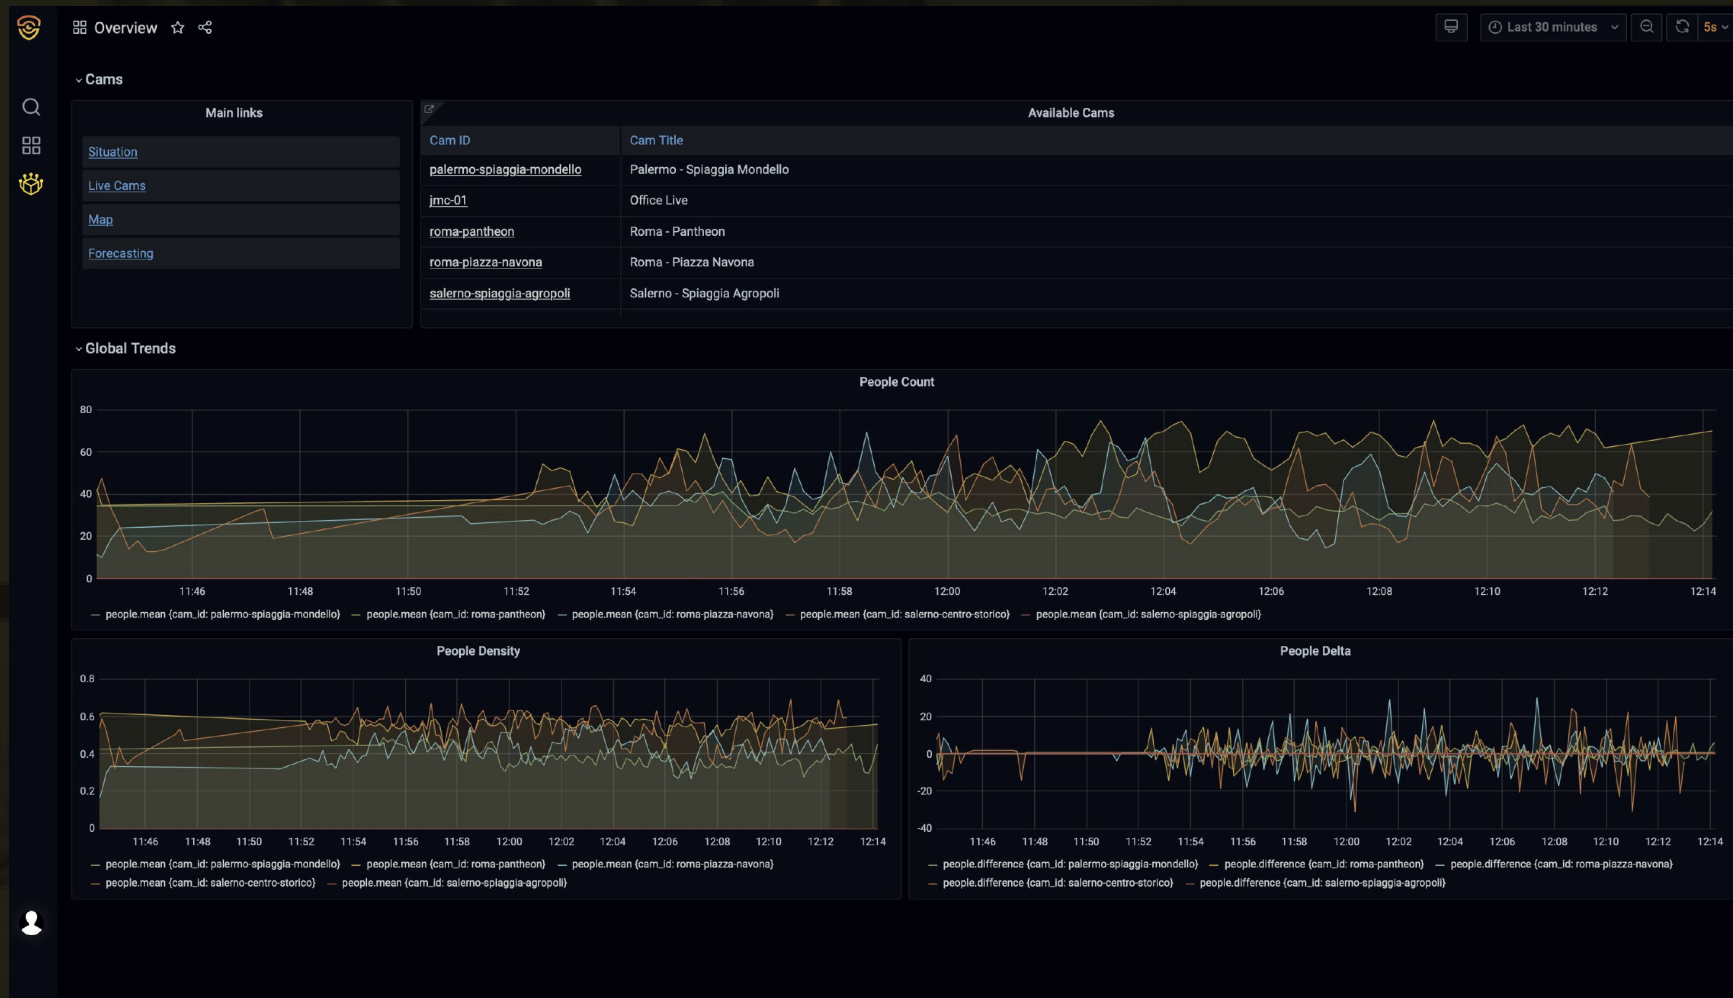 Overview
Last 30 minutes
5s
Cams
Main links
Situation
Live Cams
Map
Forecasting
Available Cams
Cam ID Cam Title
palermo-spiaggia-mondello Palermo - Spiaggia Mondello
jmc-01 Office Live
roma-pantheon Roma - Pantheon
roma-piazza-navona Roma - Piazza Navona
salerno-spiaggia-agropoli Salerno - Spiaggia Agropoli
Global Trends
People Count
80
60
40
20
0
11:46 11:48 11:50 11:52 11:54 11:56 11:58 12:00 12:02 12:04 12:06 12:08 12:10 12:12 12:14
people.mean {cam_id: palermo-spiaggia-mondello} people.mean {cam_id: roma-pantheon} people.mean {cam_id: roma-piazza-navona} people.mean {cam_id: salerno-centro-storico} people.mean {cam_id: salerno-spiaggia-agropoli}
People Density
0.8
0.6
0.4
0.2
0
11:46 11:48 11:50 11:52 11:54 11:56 11:58 12:00 12:02 12:04 12:06 12:08 12:10 12:12 12:14
people.mean {cam_id: palermo-spiaggia-mondello} people.mean {cam_id: roma-pantheon} people.mean {cam_id: roma-piazza-navona}
people.mean {cam_id: salerno-centro-storico} people.mean {cam_id: salerno-spiaggia-agropoli}
People Delta
40
20
0
-20
-40
11:46 11:48 11:50 11:52 11:54 11:56 11:58 12:00 12:02 12:04 12:06 12:08 12:10 12:12 12:14
people.difference {cam_id: palermo-spiaggia-mondello} people.difference {cam_id: roma-pantheon} people.difference {cam_id: roma-piazza-navona}
people.difference {cam_id: salerno-centro-storico} people.difference {cam_id: salerno-spiaggia-agropoli}